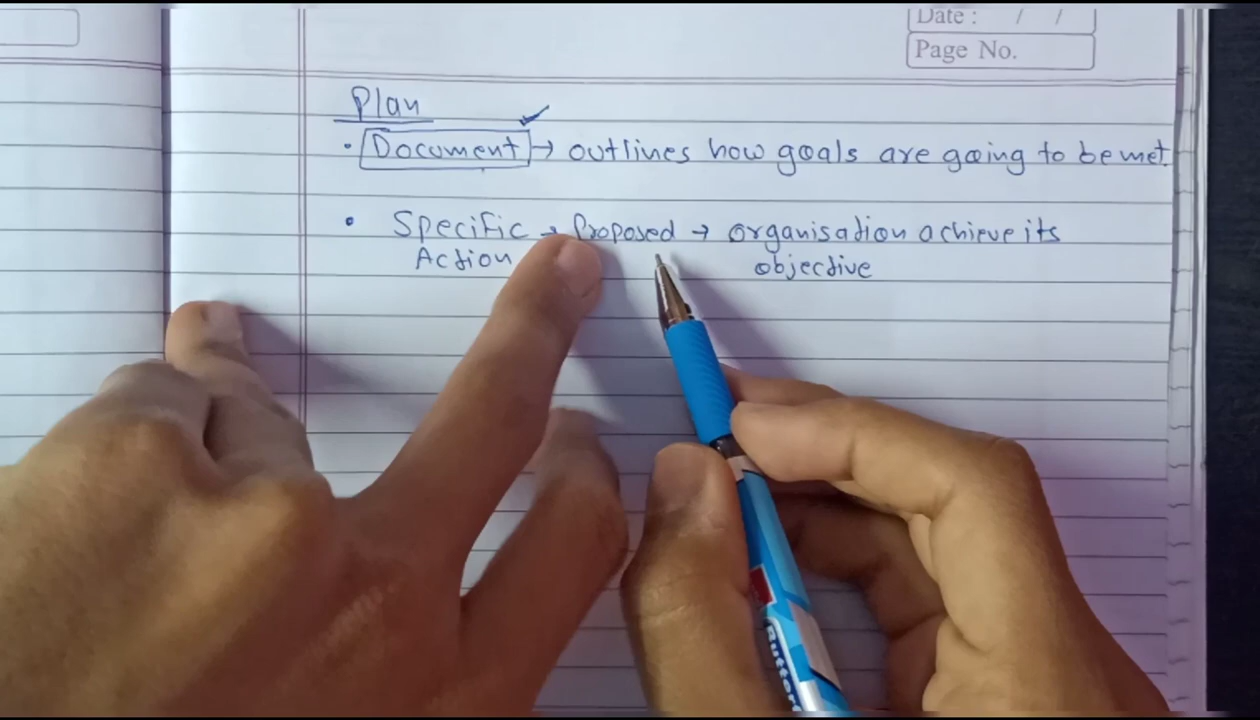 Date : / /
Page No.
Plan
• Document → outlines how goals are going to be met.
• Specific → Proposed → organisation achieve its
Action objective
Butter